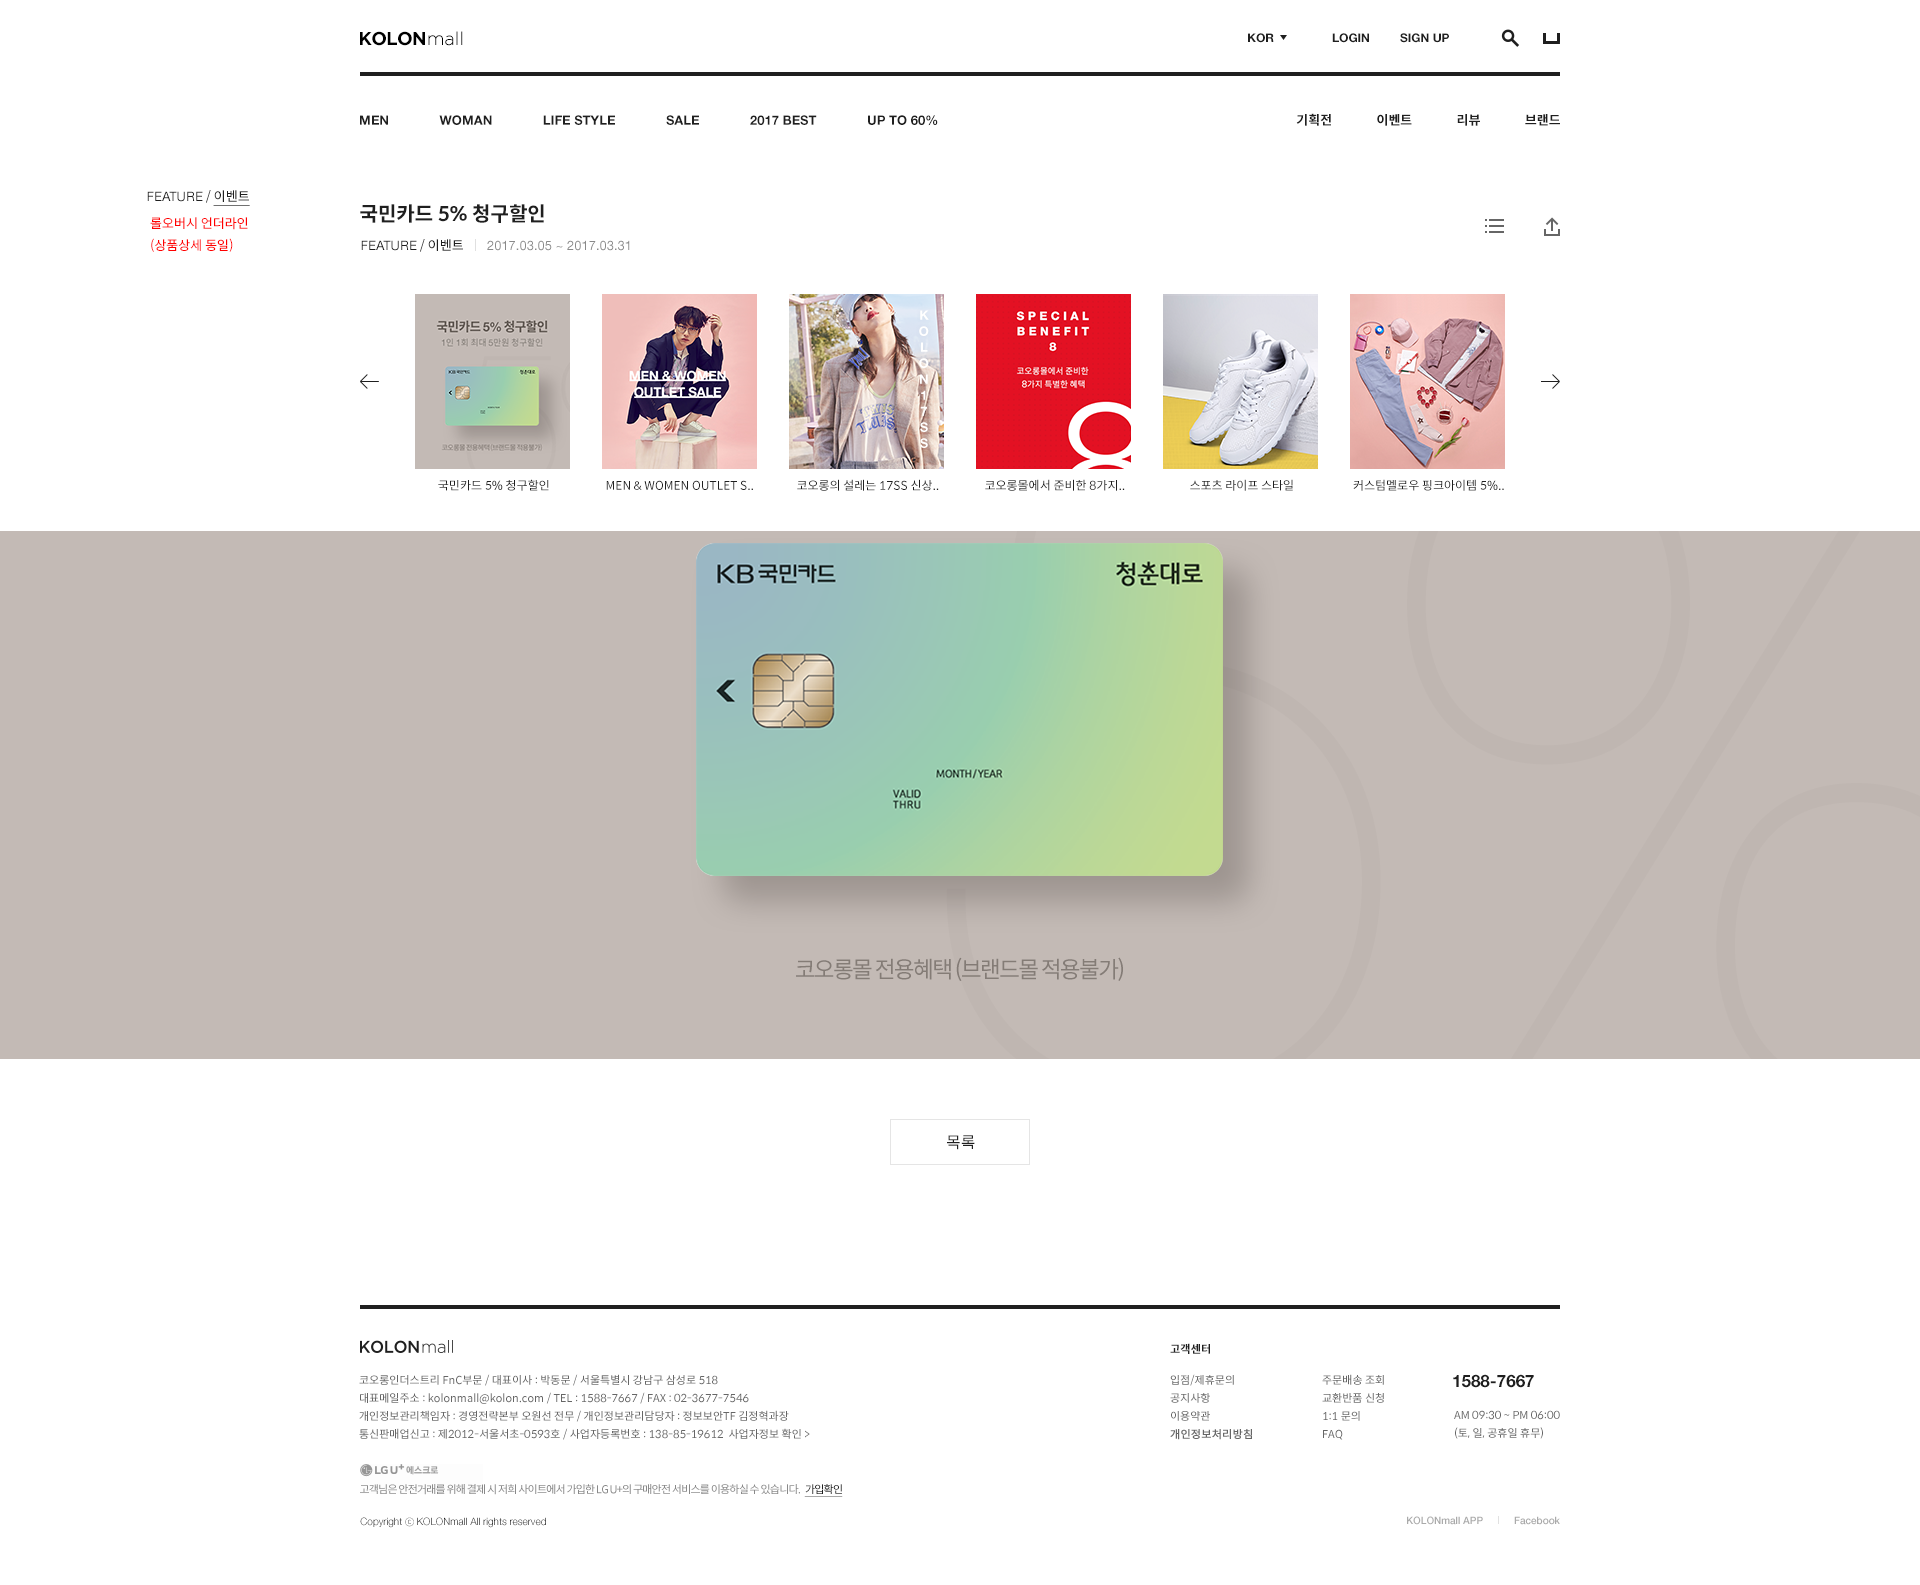 KOLONmall
KOR LOGIN SIGN UP
MEN WOMAN LIFE STYLE SALE 2017 BEST UP TO 60% 기획전 이벤트 리뷰 브랜드
FEATURE / 이벤트
롤오버시 언더라인
(상품상세 동일)
국민카드 5% 청구할인
FEATURE / 이벤트 2017.03.05 ~ 2017.03.31
국민카드 5% 청구할인
1인 1회 최대 5만원 청구할인
KB 국민카드 청춘대로
코오롱몰 전용혜택 (브랜드몰 적용불가)
MEN & WOMEN
OUTLET SALE
KOLON 17SS
SPECIAL
BENEFIT
8
코오롱몰에서 준비한
8가지 특별한 혜택
8
국민카드 5% 청구할인
MEN & WOMEN OUTLET S..
코오롱의 설레는 17SS 신상..
코오롱몰에서 준비한 8가지..
스포츠 라이프 스타일
커스텀멜로우 핑크아이템 5%..
KB 국민카드 청춘대로
MONTH/YEAR
VALID
THRU
코오롱몰 전용혜택 (브랜드몰 적용불가)
목록
KOLONmall
코오롱인더스트리 FnC부문 / 대표이사 : 박동문 / 서울특별시 강남구 삼성로 518
대표메일주소 : kolonmall@kolon.com / TEL : 1588-7667 / FAX : 02-3677-7546
개인정보관리책임자 : 경영전략본부 오원선 전무 / 개인정보관리담당자 : 정보보안TF 김정혁과장
통신판매업신고 : 제2012-서울서초-0593호 / 사업자등록번호 : 138-85-19612 사업자정보 확인 >
LG U+ 에스크로
고객님은 안전거래를 위해 결제 시 저희 사이트에서 가입한 LG U+의 구매안전 서비스를 이용하실 수 있습니다. 가입확인
Copyright ⓒ KOLONmall All rights reserved
고객센터
입점/제휴문의
공지사항
이용약관
개인정보처리방침
주문배송 조회
교환반품 신청
1:1 문의
FAQ
1588-7667
AM 09:30 ~ PM 06:00
(토, 일, 공휴일 휴무)
KOLONmall APP Facebook